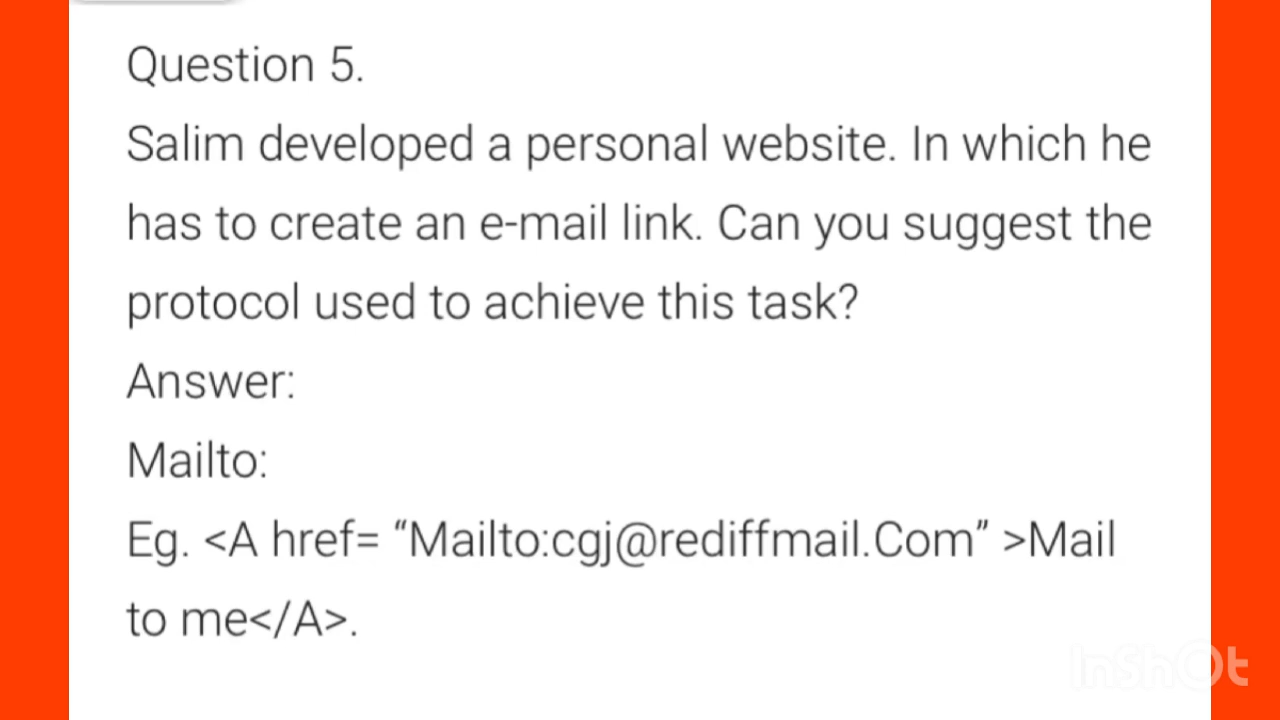 Question 5.
Salim developed a personal website. In which he
has to create an e-mail link. Can you suggest the
protocol used to achieve this task?
Answer:
Mailto:
Eg. <A href= “Mailto:cgj@rediffmail.Com” >Mail
to me</A>.
InShOt